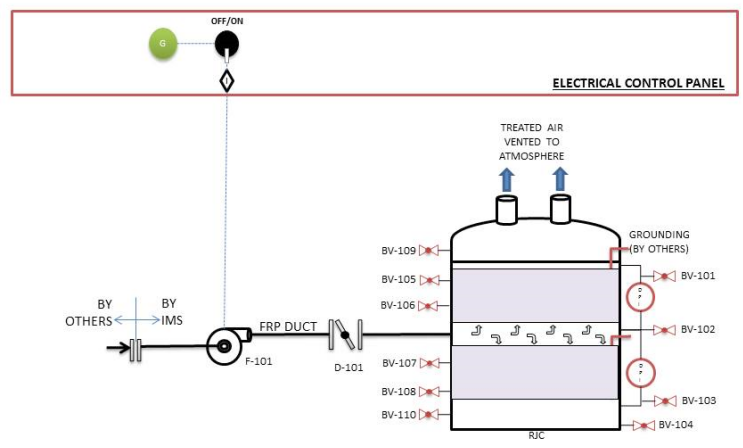 OFF/ON
G
I
ELECTRICAL CONTROL PANEL
TREATED AIR
VENTED TO
ATMOSPHERE
GROUNDING
(BY OTHERS)
BV-109
BV-105
BV-106
BV-101
D
P
I
BV-102
BY
OTHERS
BY
IMS
FRP DUCT
F-101
D-101
BV-107
BV-108
BV-110
D
P
I
BV-103
BV-104
RJC